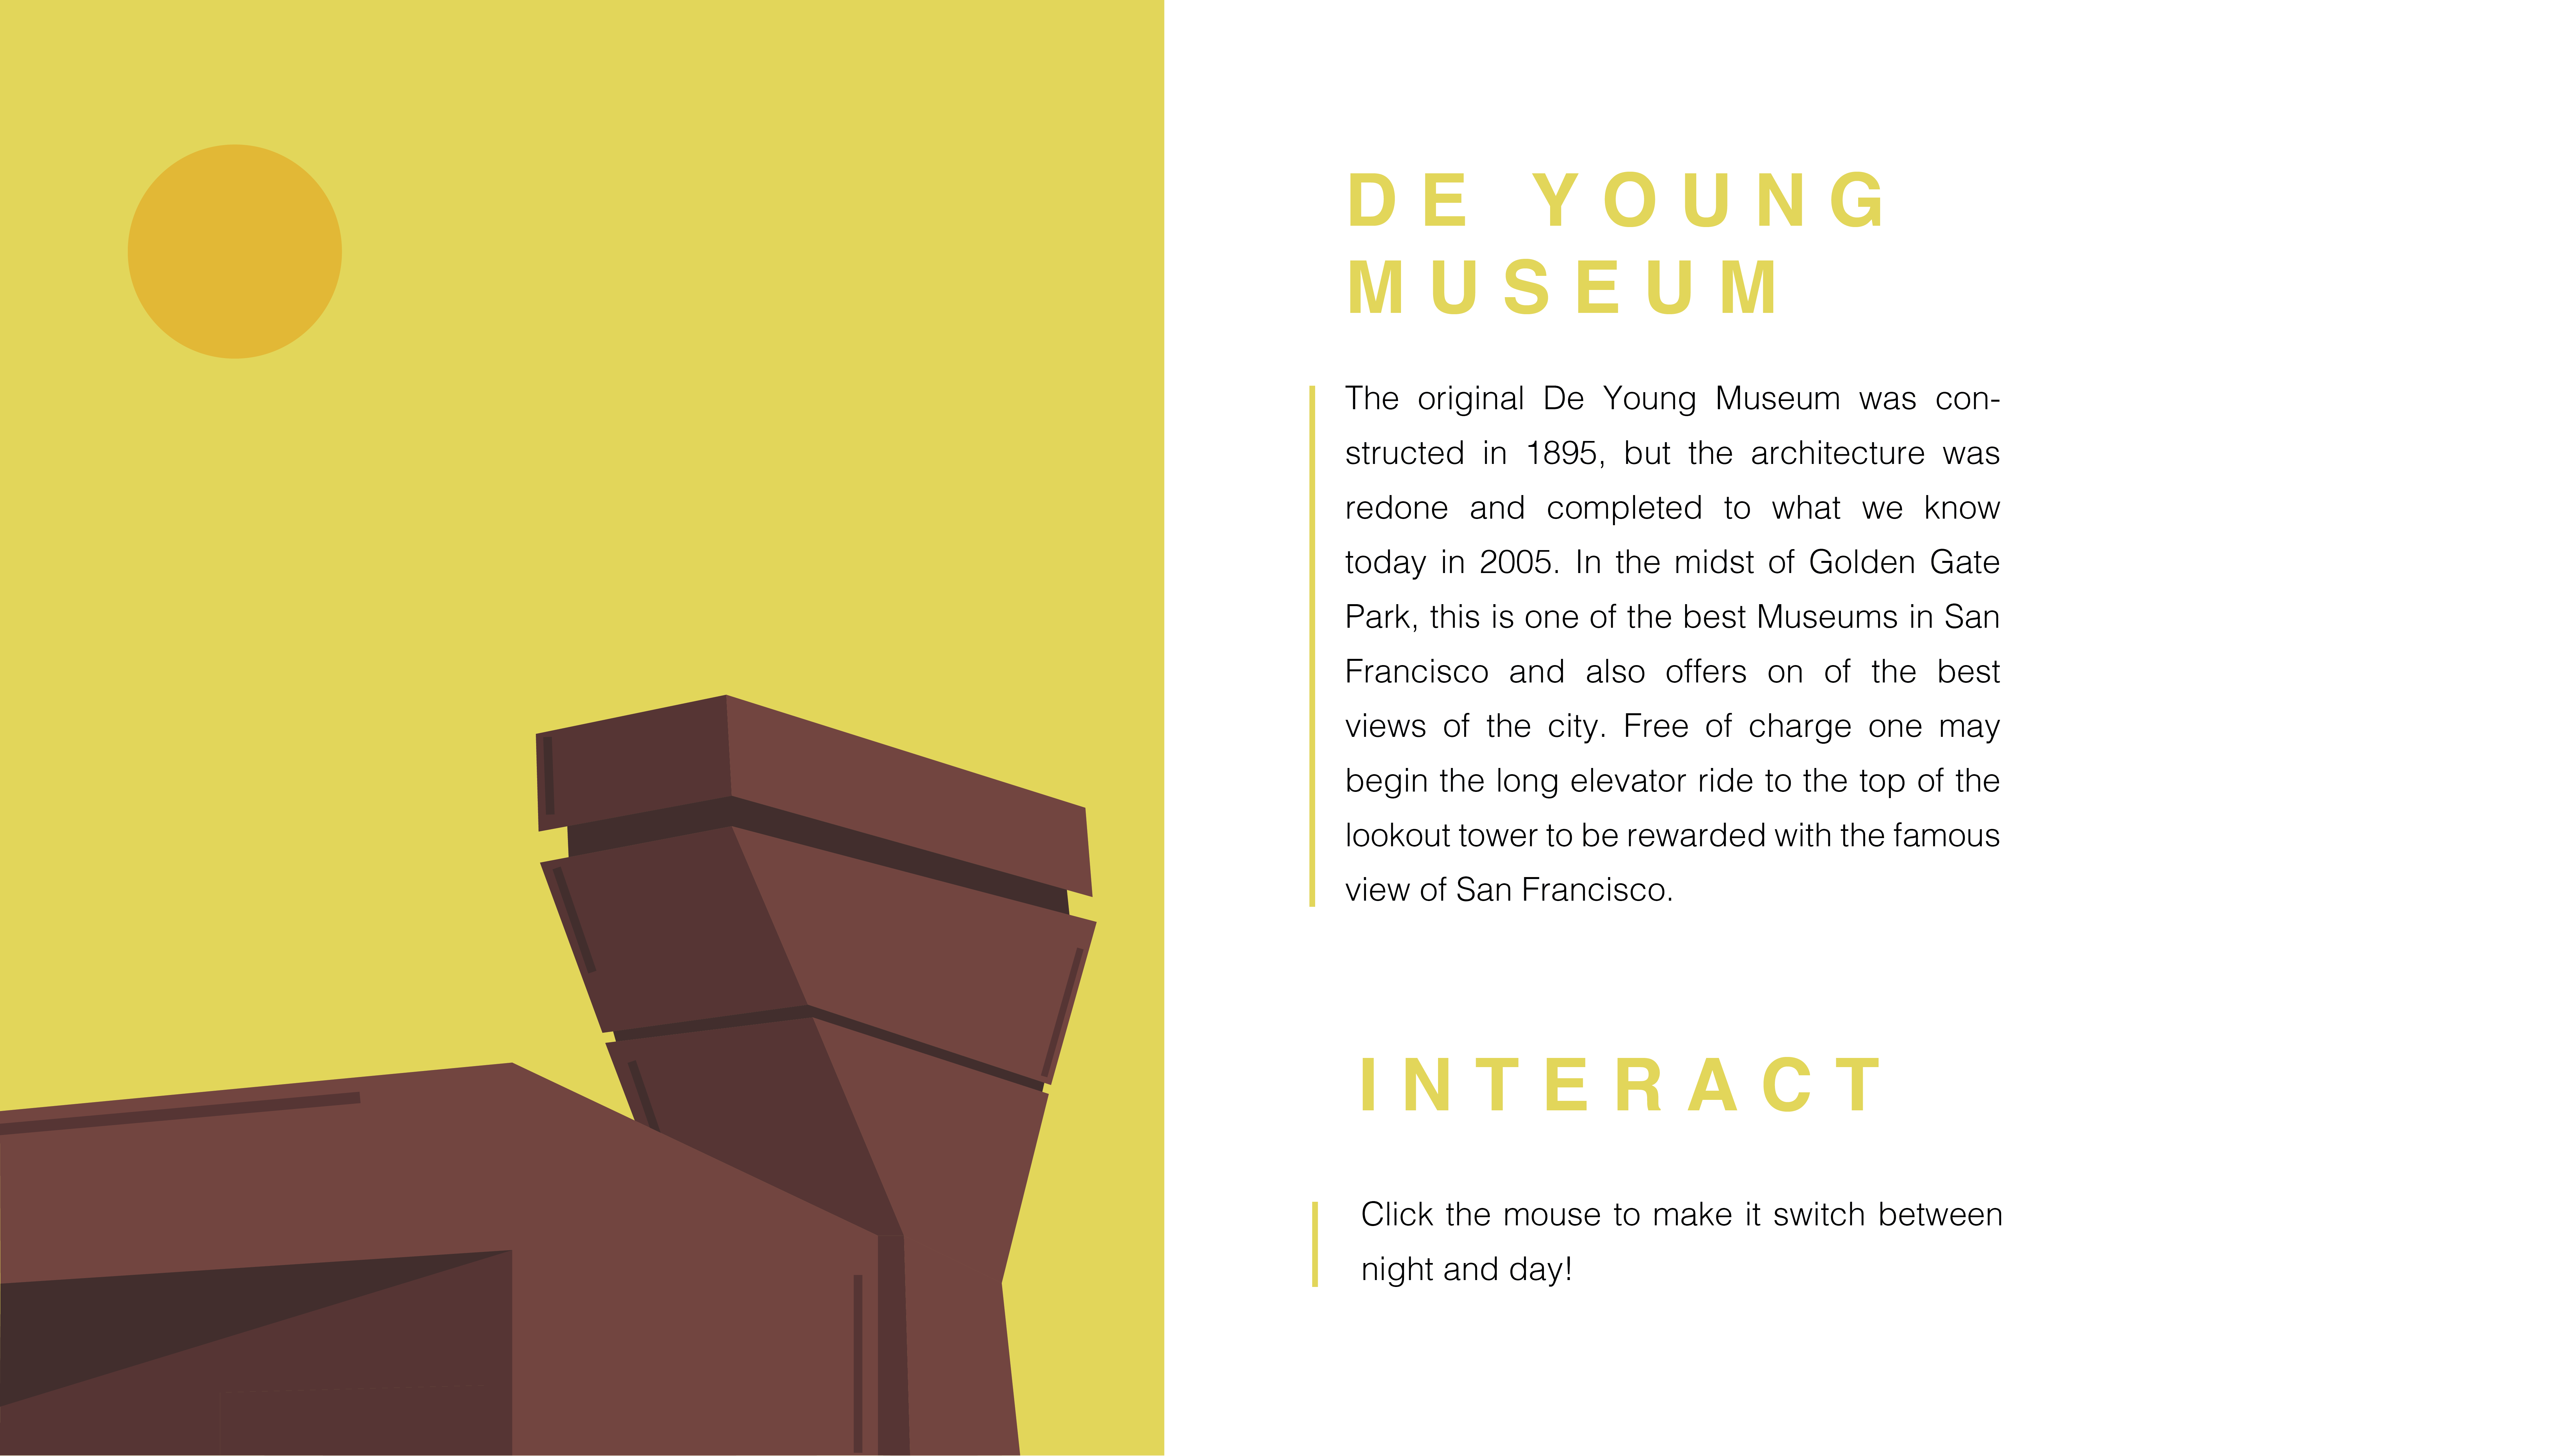 DE YOUNG
MUSEUM
The original De Young Museum was con-
structed in 1895, but the architecture was
redone and completed to what we know
today in 2005. In the midst of Golden Gate
Park, this is one of the best Museums in San
Francisco and also offers on of the best
views of the city. Free of charge one may
begin the long elevator ride to the top of the
lookout tower to be rewarded with the famous
view of San Francisco.
INTERACT
Click the mouse to make it switch between
night and day!